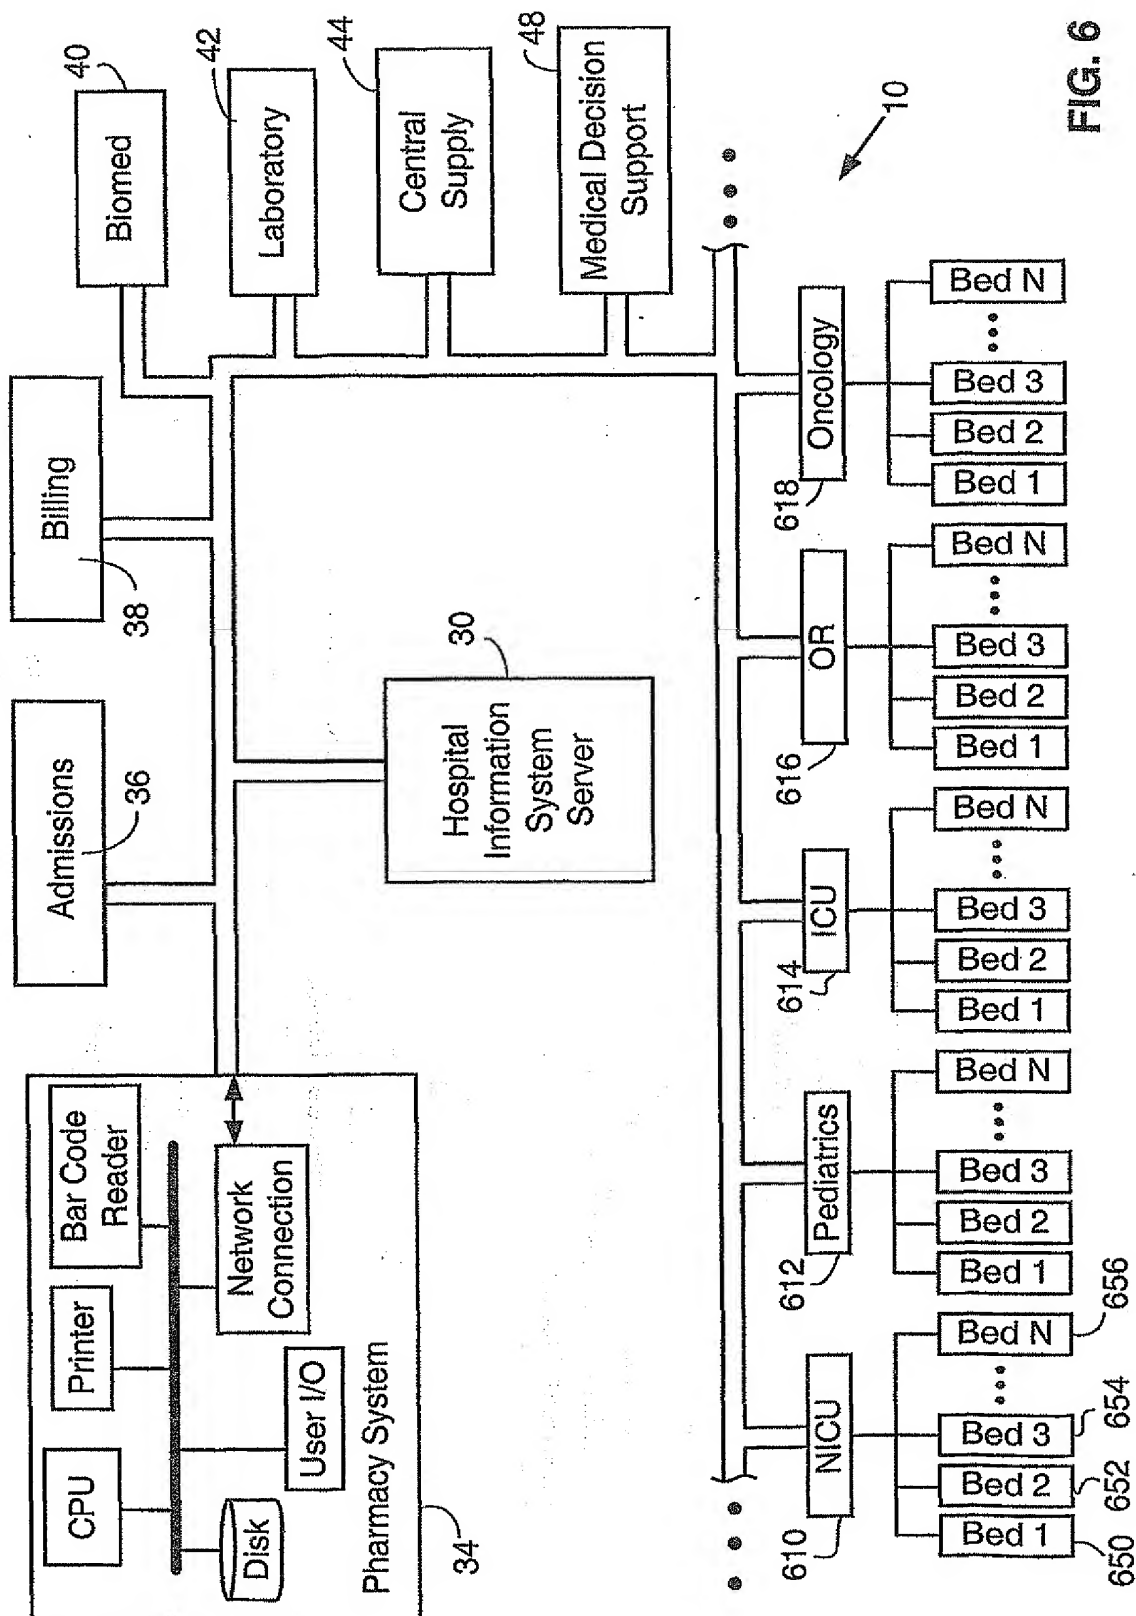 Admissions
36
Billing
38
Biomed
40
Laboratory
42
Central
Supply
44
Medical Decision
Support
48
CPU
Printer
Bar Code
Reader
Disk
User I/O
Network
Connection
Pharmacy System
34
Hospital
Information
System
Server
30
10
NICU
610
Pediatrics
612
ICU
614
OR
616
Oncology
618
Bed 1
Bed 2
Bed 3
Bed N
650
652
654
656
Bed 1
Bed 2
Bed 3
Bed N
Bed 1
Bed 2
Bed 3
Bed N
Bed 1
Bed 2
Bed 3
Bed N
Bed 1
Bed 2
Bed 3
Bed N
FIG. 6